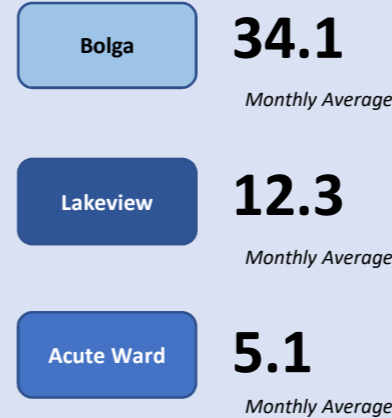 Bolga
34.1
Monthly Average
Lakeview
12.3
Monthly Average
Acute Ward
5.1
Monthly Average